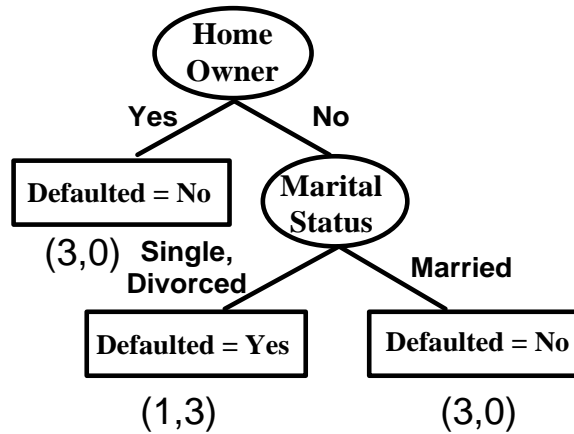 Home
Owner
Yes
No
Defaulted = No
Marital
Status
(3,0)
Single,
Divorced
Married
Defaulted = Yes
Defaulted = No
(1,3)
(3,0)